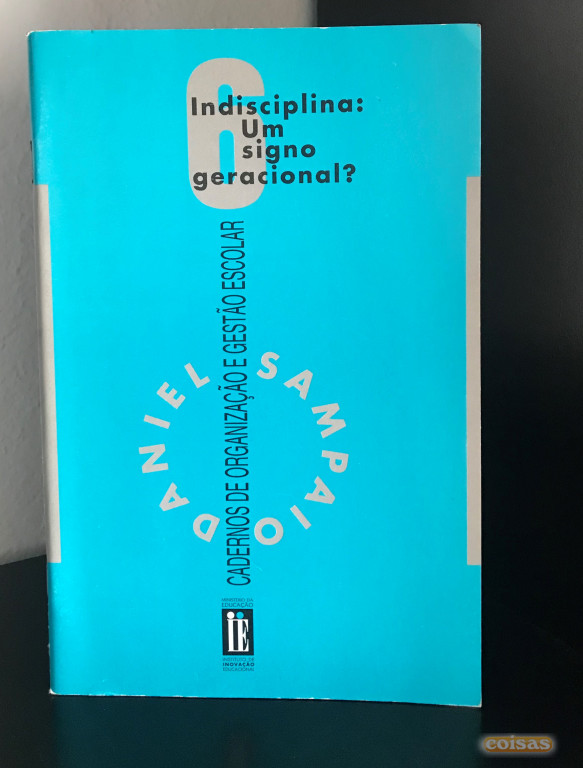 6
Indisciplina:
Um
signo
geracional?
CADERNOS DE ORGANIZAÇÃO E GESTÃO ESCOLAR
DANIEL SAMPAIO
MINISTÉRIO DA
EDUCAÇÃO
IIE
INSTITUTO DE
INOVAÇÃO
EDUCACIONAL
coisas